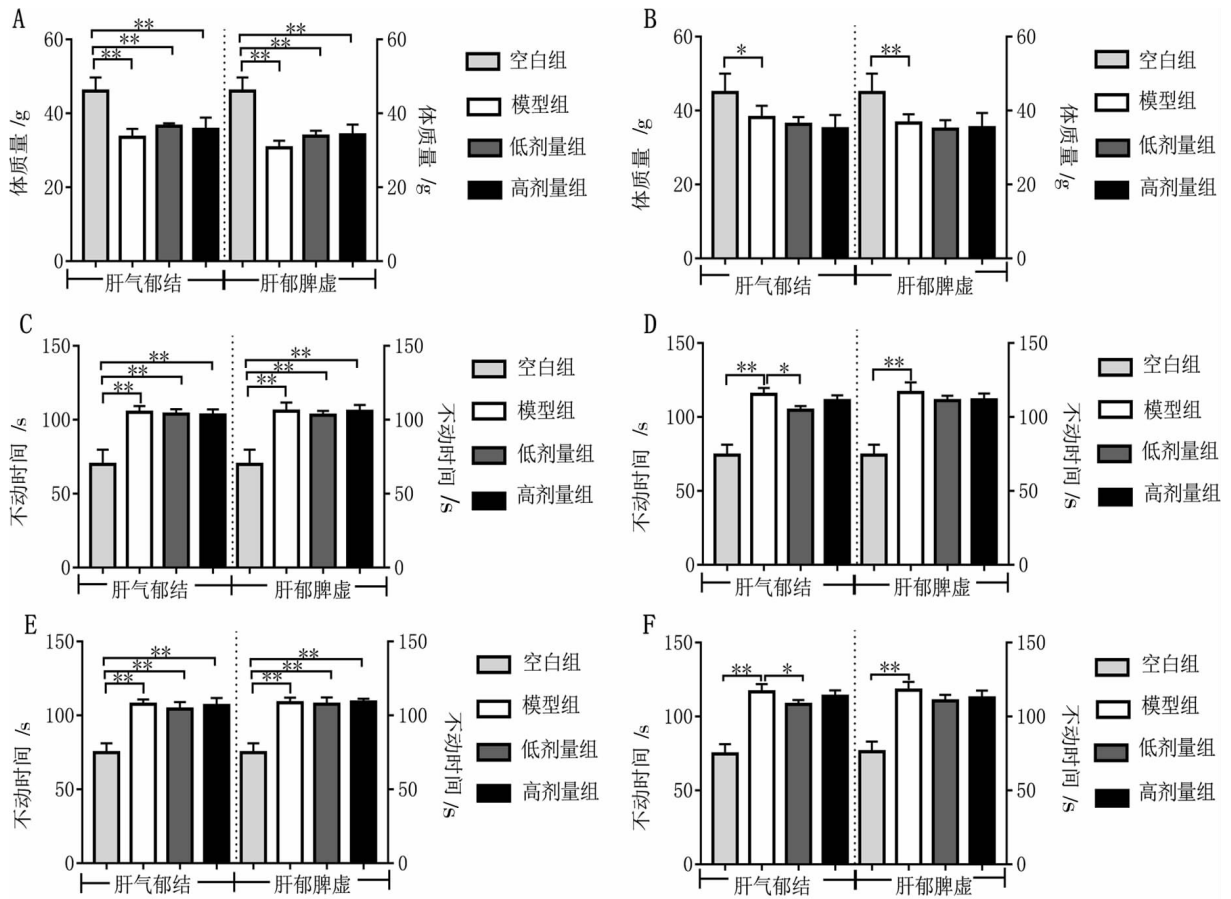 A
体质量 /g
60
40
20
0
** ** **
** ** **
60
40
20
0
体质量 /g
肝气郁结
肝郁脾虚
空白组
模型组
低剂量组
高剂量组
B
体质量 /g
60
40
20
0
*
**
60
40
20
0
体质量 /g
肝气郁结
肝郁脾虚
空白组
模型组
低剂量组
高剂量组
C
不动时间 /s
150
100
50
0
** ** **
** ** **
150
100
50
0
不动时间 /s
肝气郁结
肝郁脾虚
空白组
模型组
低剂量组
高剂量组
D
不动时间 /s
150
100
50
0
** *
**
150
100
50
0
不动时间 /s
肝气郁结
肝郁脾虚
空白组
模型组
低剂量组
高剂量组
E
不动时间 /s
150
100
50
0
** ** **
** ** **
150
100
50
0
不动时间 /s
肝气郁结
肝郁脾虚
空白组
模型组
低剂量组
高剂量组
F
不动时间 /s
150
100
50
0
** *
**
150
100
50
0
不动时间 /s
肝气郁结
肝郁脾虚
空白组
模型组
低剂量组
高剂量组